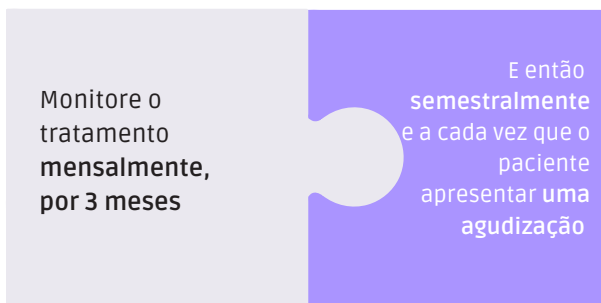 Monitore o
tratamento
mensalmente,
por 3 meses
E então
semestralmente
e a cada vez que o
paciente
apresentar uma
agudização